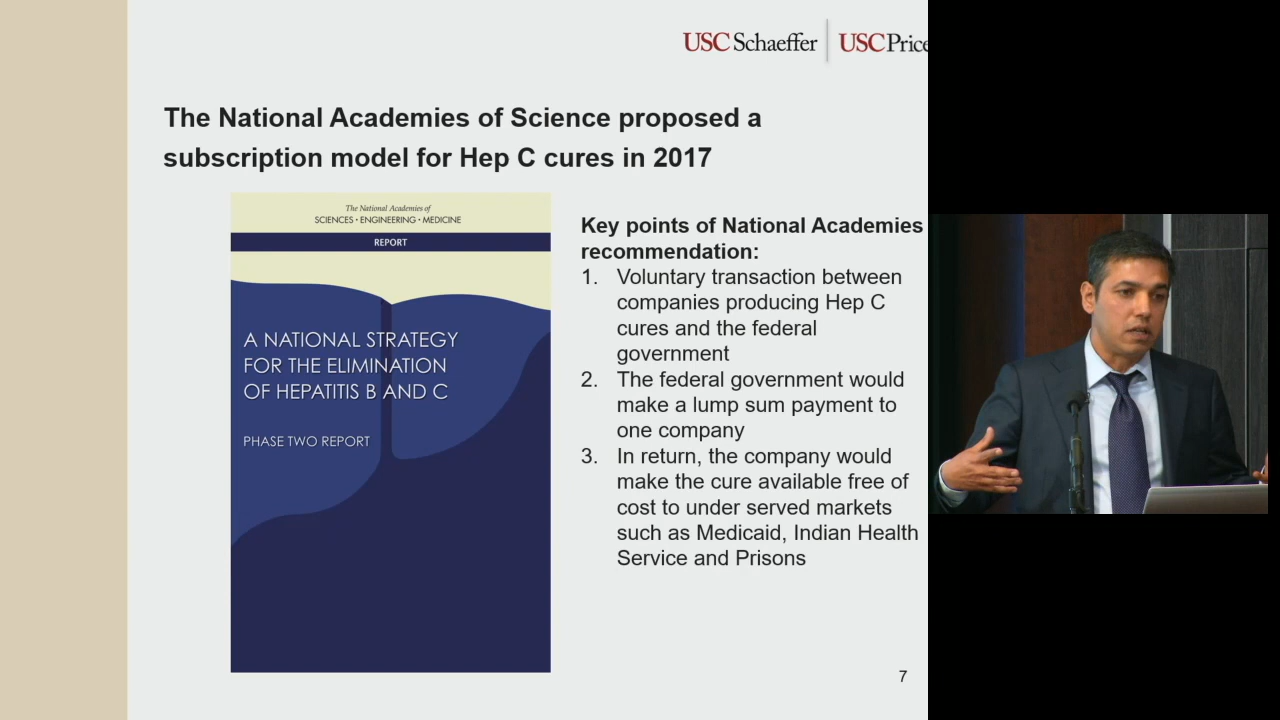 USC Schaeffer | USC Price
The National Academies of Science proposed a
subscription model for Hep C cures in 2017
The National Academies of
SCIENCES • ENGINEERING • MEDICINE
REPORT
A NATIONAL STRATEGY
FOR THE ELIMINATION
OF HEPATITIS B AND C
PHASE TWO REPORT
Key points of National Academies
recommendation:
1. Voluntary transaction between
companies producing Hep C
cures and the federal
government
2. The federal government would
make a lump sum payment to
one company
3. In return, the company would
make the cure available free of
cost to under served markets
such as Medicaid, Indian Health
Service and Prisons
7